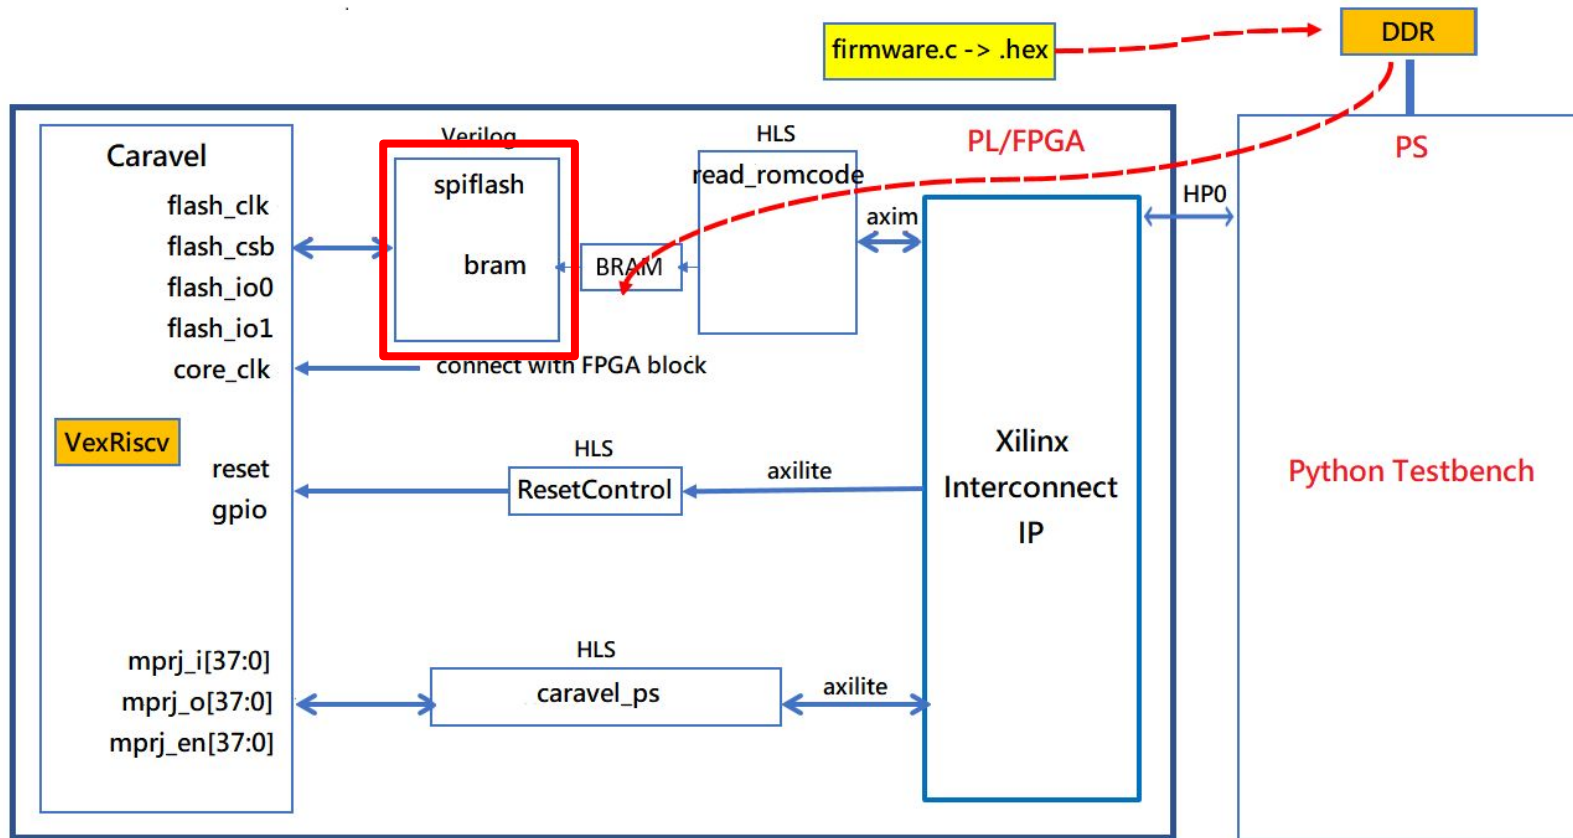 firmware.c -> .hex
DDR
Caravel
flash_clk
flash_csb
flash_io0
flash_io1
core_clk
VexRiscv
reset
gpio
mprj_i[37:0]
mprj_o[37:0]
mprj_en[37:0]
Verilog
spiflash
bram
BRAM
HLS
read_romcode
axim
connect with FPGA block
HLS
ResetControl
axilite
HLS
caravel_ps
axilite
PL/FPGA
Xilinx
Interconnect
IP
HP0
PS
Python Testbench